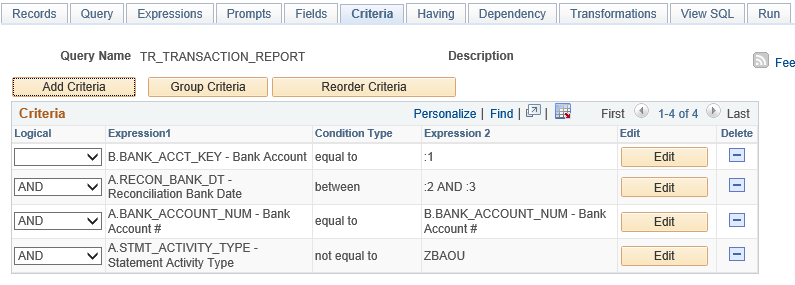 Records Query Expressions Prompts Fields Criteria Having Dependency Transformations View SQL Run
Query Name TR_TRANSACTION_REPORT Description
Fee
Add Criteria Group Criteria Reorder Criteria
Criteria Personalize | Find | | First 1-4 of 4 Last
Logical Expression1 Condition Type Expression 2 Edit Delete
B.BANK_ACCT_KEY - Bank Account equal to :1 Edit
AND A.RECON_BANK_DT - Reconciliation Bank Date between :2 AND :3 Edit
AND A.BANK_ACCOUNT_NUM - Bank Account # equal to B.BANK_ACCOUNT_NUM - Bank Account # Edit
AND A.STMT_ACTIVITY_TYPE - Statement Activity Type not equal to ZBAOU Edit